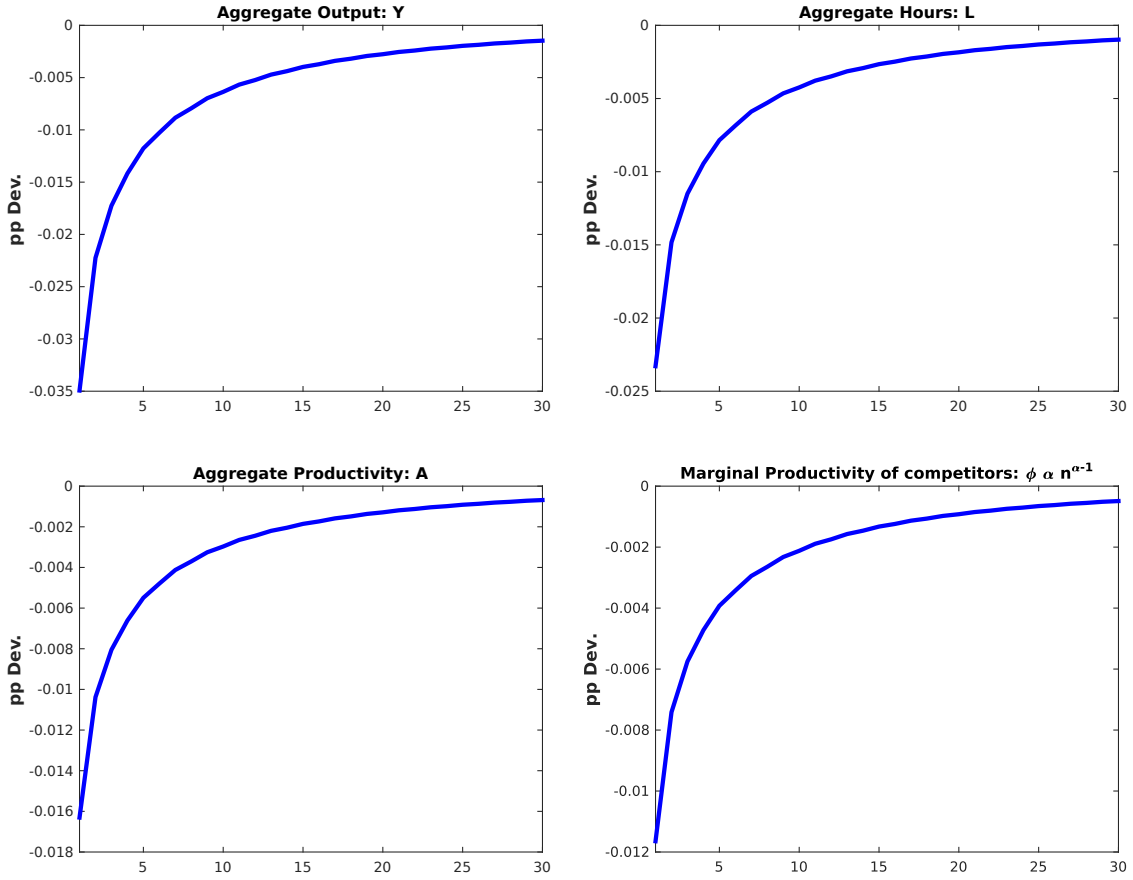 Aggregate Output: Y
pp Dev.
0
-0.005
-0.01
-0.015
-0.02
-0.025
-0.03
-0.035
5 10 15 20 25 30
Aggregate Hours: L
pp Dev.
0
-0.005
-0.01
-0.015
-0.02
-0.025
5 10 15 20 25 30
Aggregate Productivity: A
pp Dev.
0
-0.002
-0.004
-0.006
-0.008
-0.01
-0.012
-0.014
-0.016
-0.018
5 10 15 20 25 30
Marginal Productivity of competitors: ϕ α n^{α-1}
pp Dev.
0
-0.002
-0.004
-0.006
-0.008
-0.01
-0.012
5 10 15 20 25 30